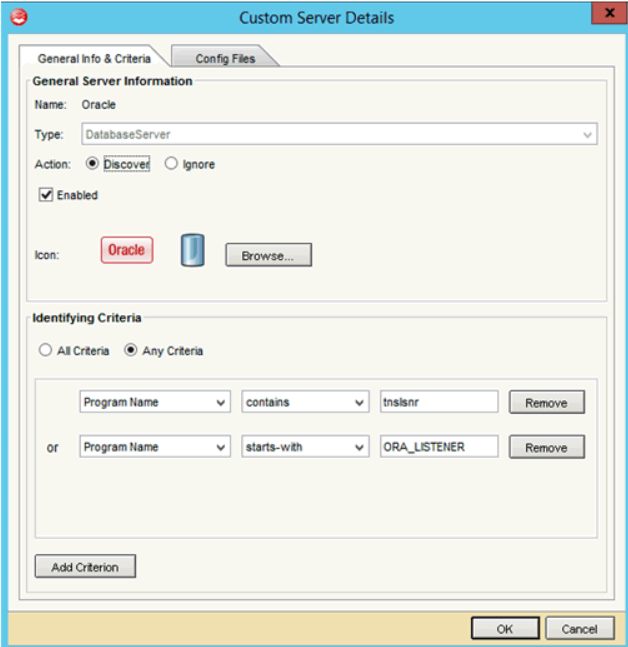 Custom Server Details
x
General Info & Criteria Config Files
General Server Information
Name: Oracle
Type: DatabaseServer
Action: Discover Ignore
Enabled
Icon: Oracle Browse...
Identifying Criteria
All Criteria Any Criteria
Program Name contains tnslsnr Remove
or Program Name starts-with ORA_LISTENER Remove
Add Criterion
OK Cancel